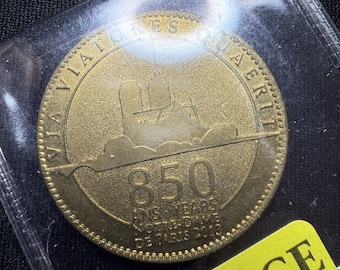 VIA VIATORES QUAERIT
850
ANS · YEARS
NOTRE-DAME
DE PARIS 2013